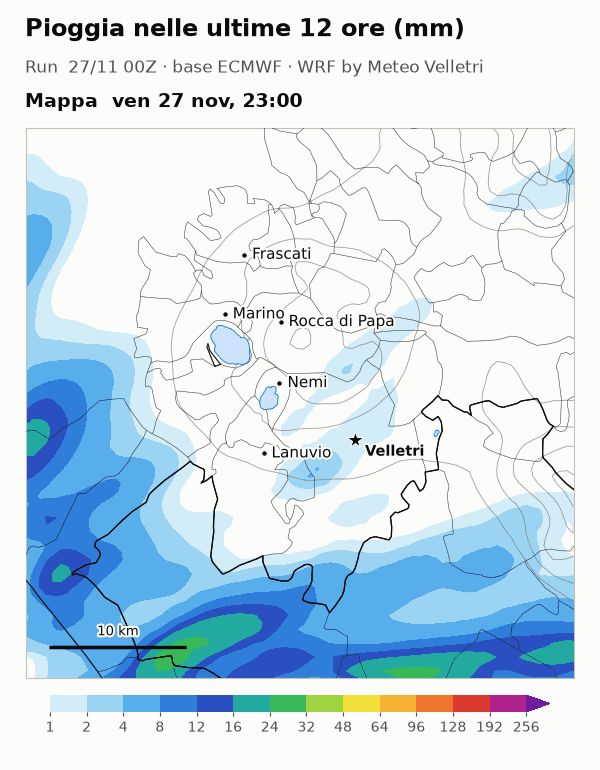 Pioggia nelle ultime 12 ore (mm)
Run 27/11 00Z · base ECMWF · WRF by Meteo Velletri
Mappa ven 27 nov, 23:00
Frascati
Marino
Rocca di Papa
Nemi
Lanuvio
Velletri
10 km
1 2 4 8 12 16 24 32 40 48 64 96 128 192 256